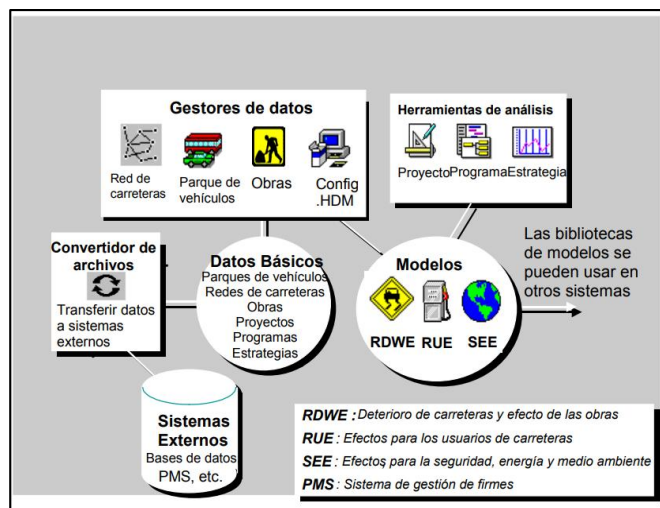 Gestores de datos
Red de
carreteras
Parque de
vehículos
Obras
Config
.HDM
Herramientas de análisis
Proyecto
Programa
Estrategia
Convertidor de
archivos
Transferir datos
a sistemas
externos
Datos Básicos
Parques de vehículos
Redes de carreteras
Obras
Proyectos
Programas
Estrategias
Modelos
RDWE
RUE
SEE
Las bibliotecas
de modelos se
pueden usar en
otros sistemas
Sistemas
Externos
Bases de datos
PMS, etc.
RDWE : Deterioro de carreteras y efecto de las obras
RUE : Efectos para los usuarios de carreteras
SEE : Efectos para la seguridad, energía y medio ambiente
PMS : Sistema de gestión de firmes